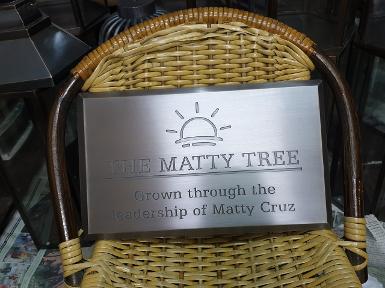 THE MATTY TREE
Grown through the
leadership of Matty Cruz